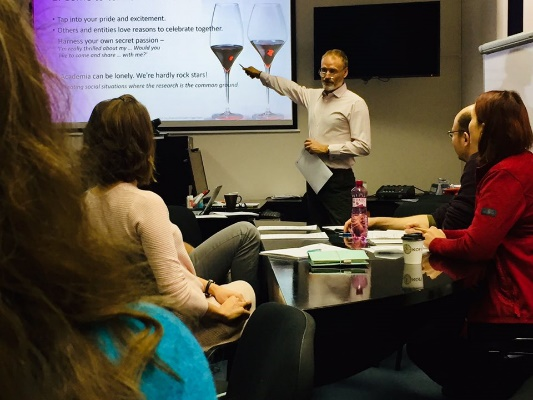 • Tap into your pride and excitement.
• Others and entities love reasons to celebrate together.
Harness your own secret passion –
really thrilled about my ... Would you
like to come and share ... with me?
Academia can be lonely. We're hardly rock stars!
social situations where the research is the common ground.